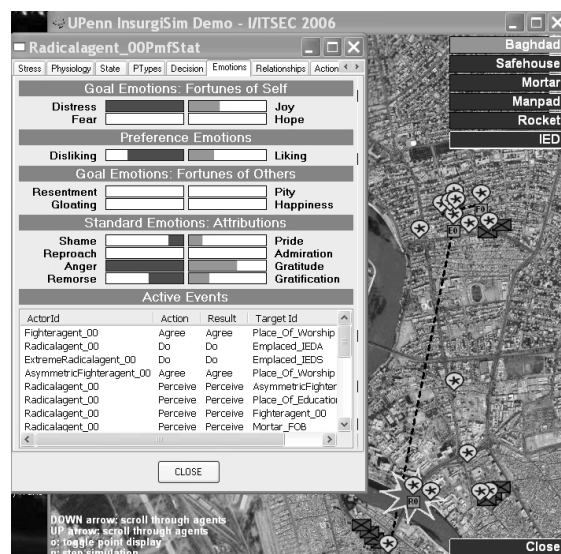 UPenn InsurgiSim Demo - I/ITSEC 2006
Radicalagent_00PmfStat
Stress Physiology State PTypes Decision Emotions Relationships Action
Goal Emotions: Fortunes of Self
Distress Joy
Fear Hope
Preference Emotions
Disliking Liking
Goal Emotions: Fortunes of Others
Resentment Pity
Gloating Happiness
Standard Emotions: Attributions
Shame Pride
Reproach Admiration
Anger Gratitude
Remorse Gratification
Active Events
ActorId Action Result Target Id
Fighteragent_00 Agree Agree Place_Of_Worship
Radicalagent_00 Do Do Emplaced_IEDA
ExtremeRadicalagent_00 Do Do Emplaced_IEDS
AsymmetricFighteragent_00 Agree Agree Place_Of_Worship
Radicalagent_00 Perceive Perceive AsymmetricFighter
Radicalagent_00 Perceive Perceive Place_Of_Educatio
Radicalagent_00 Perceive Perceive Fighteragent_00
Radicalagent_00 Perceive Perceive Mortar_FOB
CLOSE
Baghdad
Safehouse
Mortar
Manpad
Rocket
IED
E0
R0
DOWN arrow: scroll through agents
UP arrow: scroll through agents
o: toggle point display
n: step simulation
Close